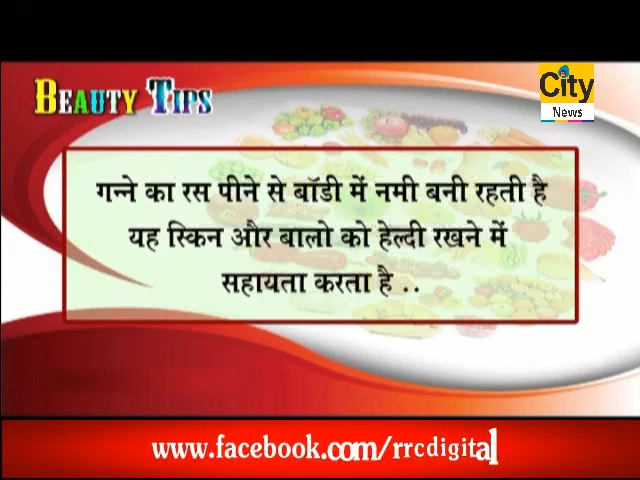 BEAUTY TIPS
City
News
गन्ने का रस पीने से बॉडी में नमी बनी रहती है
यह स्किन और बालो को हेल्दी रखने में
सहायता करता है ..
www.facebook.com/rrcdigital